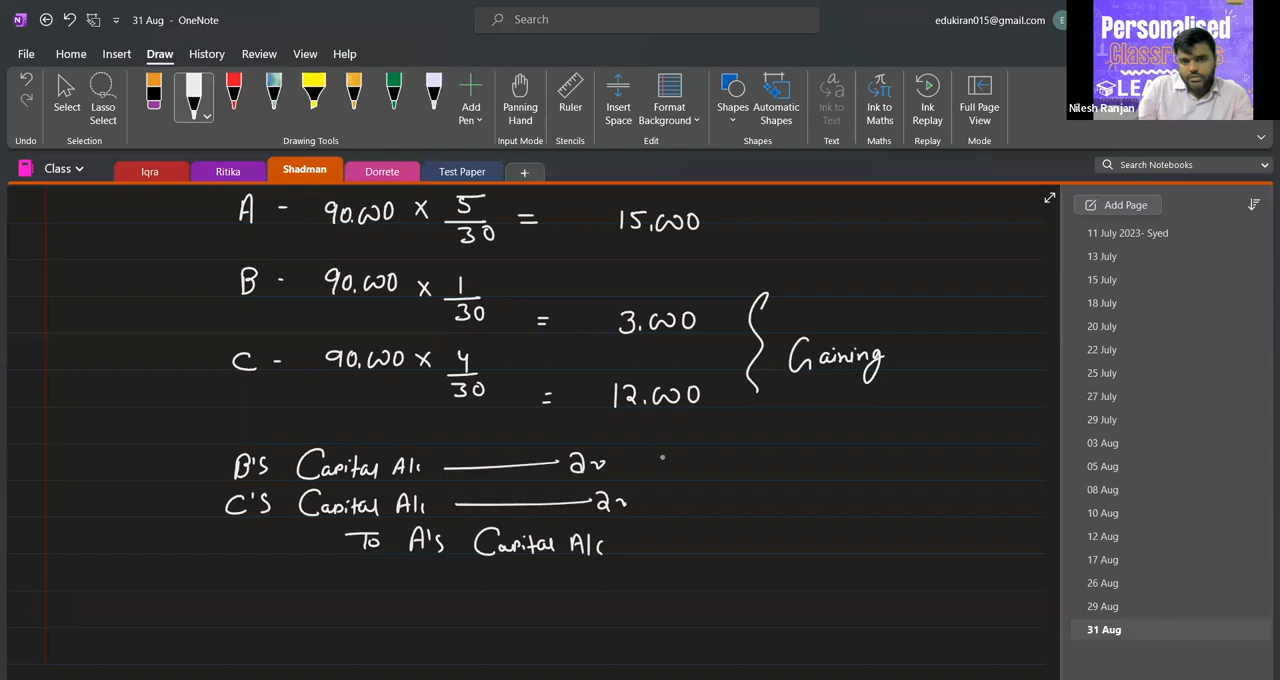 31 Aug - OneNote
Search
edukiran015@gmail.com
E
Personalised
Classrooms
LEA
Nilesh Ranjan
File Home Insert Draw History Review View Help
Undo
Select
Lasso Select
Selection
Drawing Tools
Add Pen
Panning Hand
Input Mode
Ruler
Stencils
Insert Space
Format Background
Edit
Shapes
Automatic Shapes
Shapes
Ink to Text
Ink to Maths
Maths
Ink Replay
Replay
Full Page View
Mode
Class
Iqra
Ritika
Shadman
Dorrete
Test Paper
+
Search Notebooks
Add Page
A - 90.000 × 5/30 = 15.000
B - 90.000 × 1/30 = 3.000
C - 90.000 × 4/30 = 12.000
Gaining
B's Capital A/c
C's Capital A/c
To A's Capital A/c
11 July 2023- Syed
13 July
15 July
18 July
20 July
22 July
25 July
27 July
29 July
03 Aug
05 Aug
08 Aug
10 Aug
12 Aug
17 Aug
26 Aug
29 Aug
31 Aug